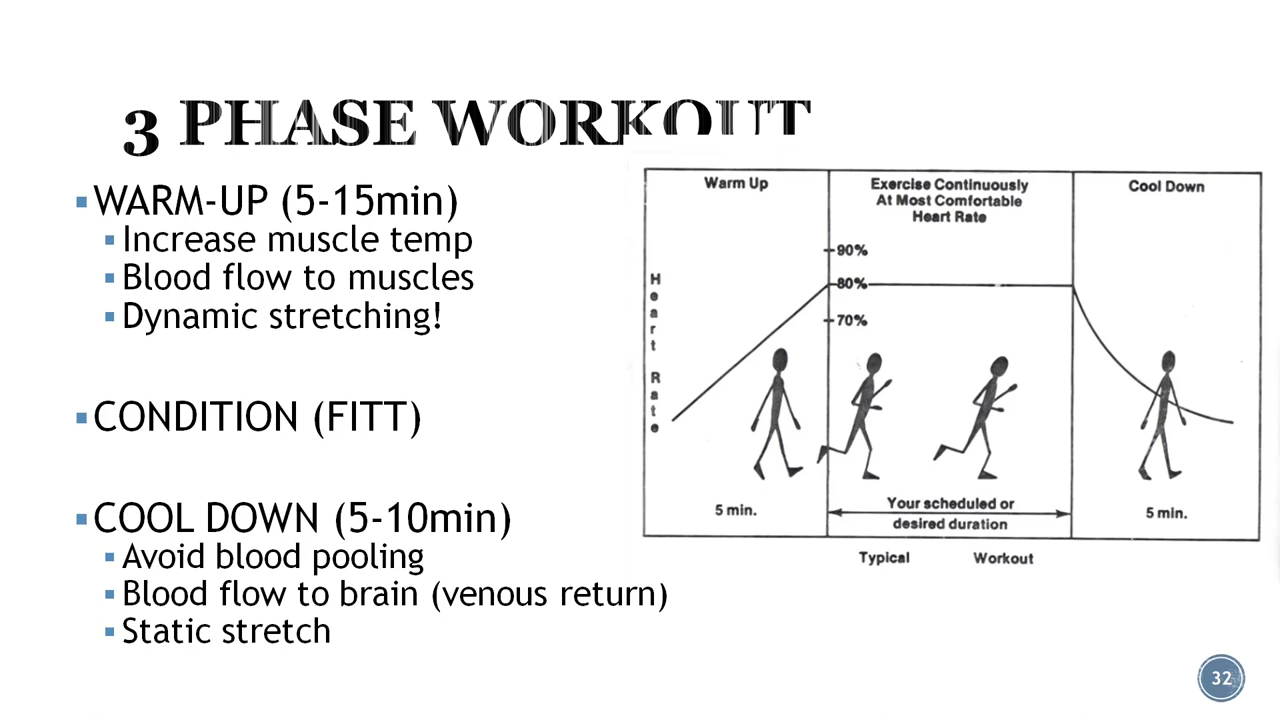 3 PHASE WORKOUT
WARM-UP (5-15min)
Increase muscle temp
Blood flow to muscles
Dynamic stretching!
CONDITION (FITT)
COOL DOWN (5-10min)
Avoid blood pooling
Blood flow to brain (venous return)
Static stretch
Warm Up
Exercise Continuously
At Most Comfortable
Heart Rate
Cool Down
90%
80%
70%
Heart Rate
5 min.
Your scheduled or
desired duration
5 min.
Typical Workout
32